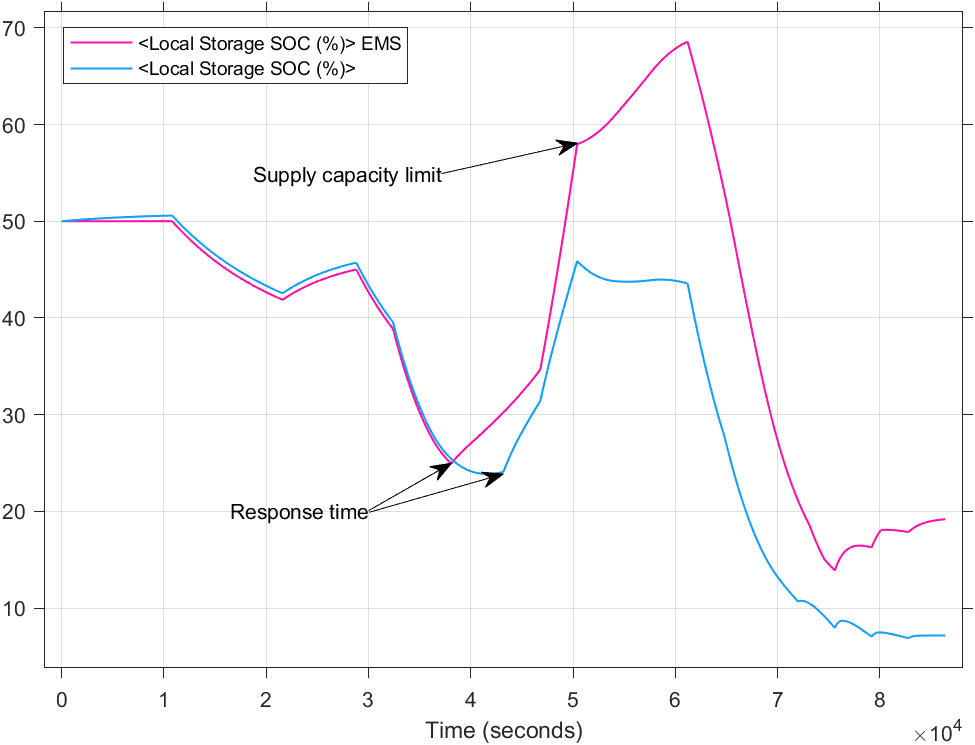 70
<Local Storage SOC (%)> EMS
<Local Storage SOC (%)>
60
Supply capacity limit
50
40
30
Response time
20
10
0 1 2 3 4 5 6 7 8
Time (seconds)
×10⁴